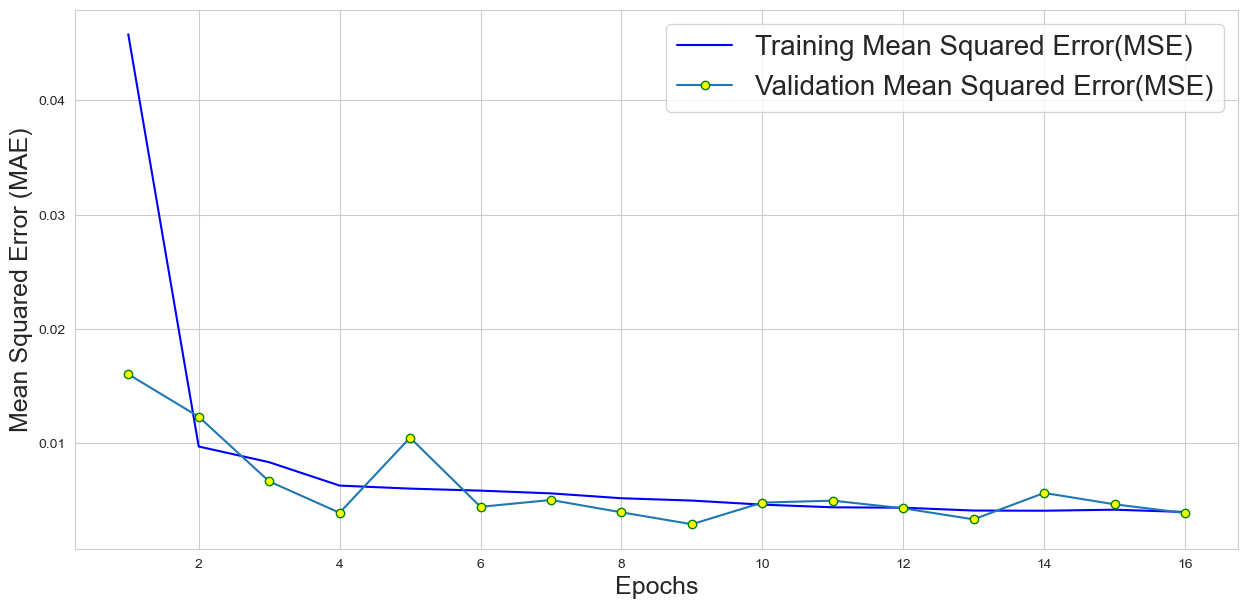 Training Mean Squared Error(MSE)
Validation Mean Squared Error(MSE)
Mean Squared Error (MAE)
0.04
0.03
0.02
0.01
2 4 6 8 10 12 14 16
Epochs